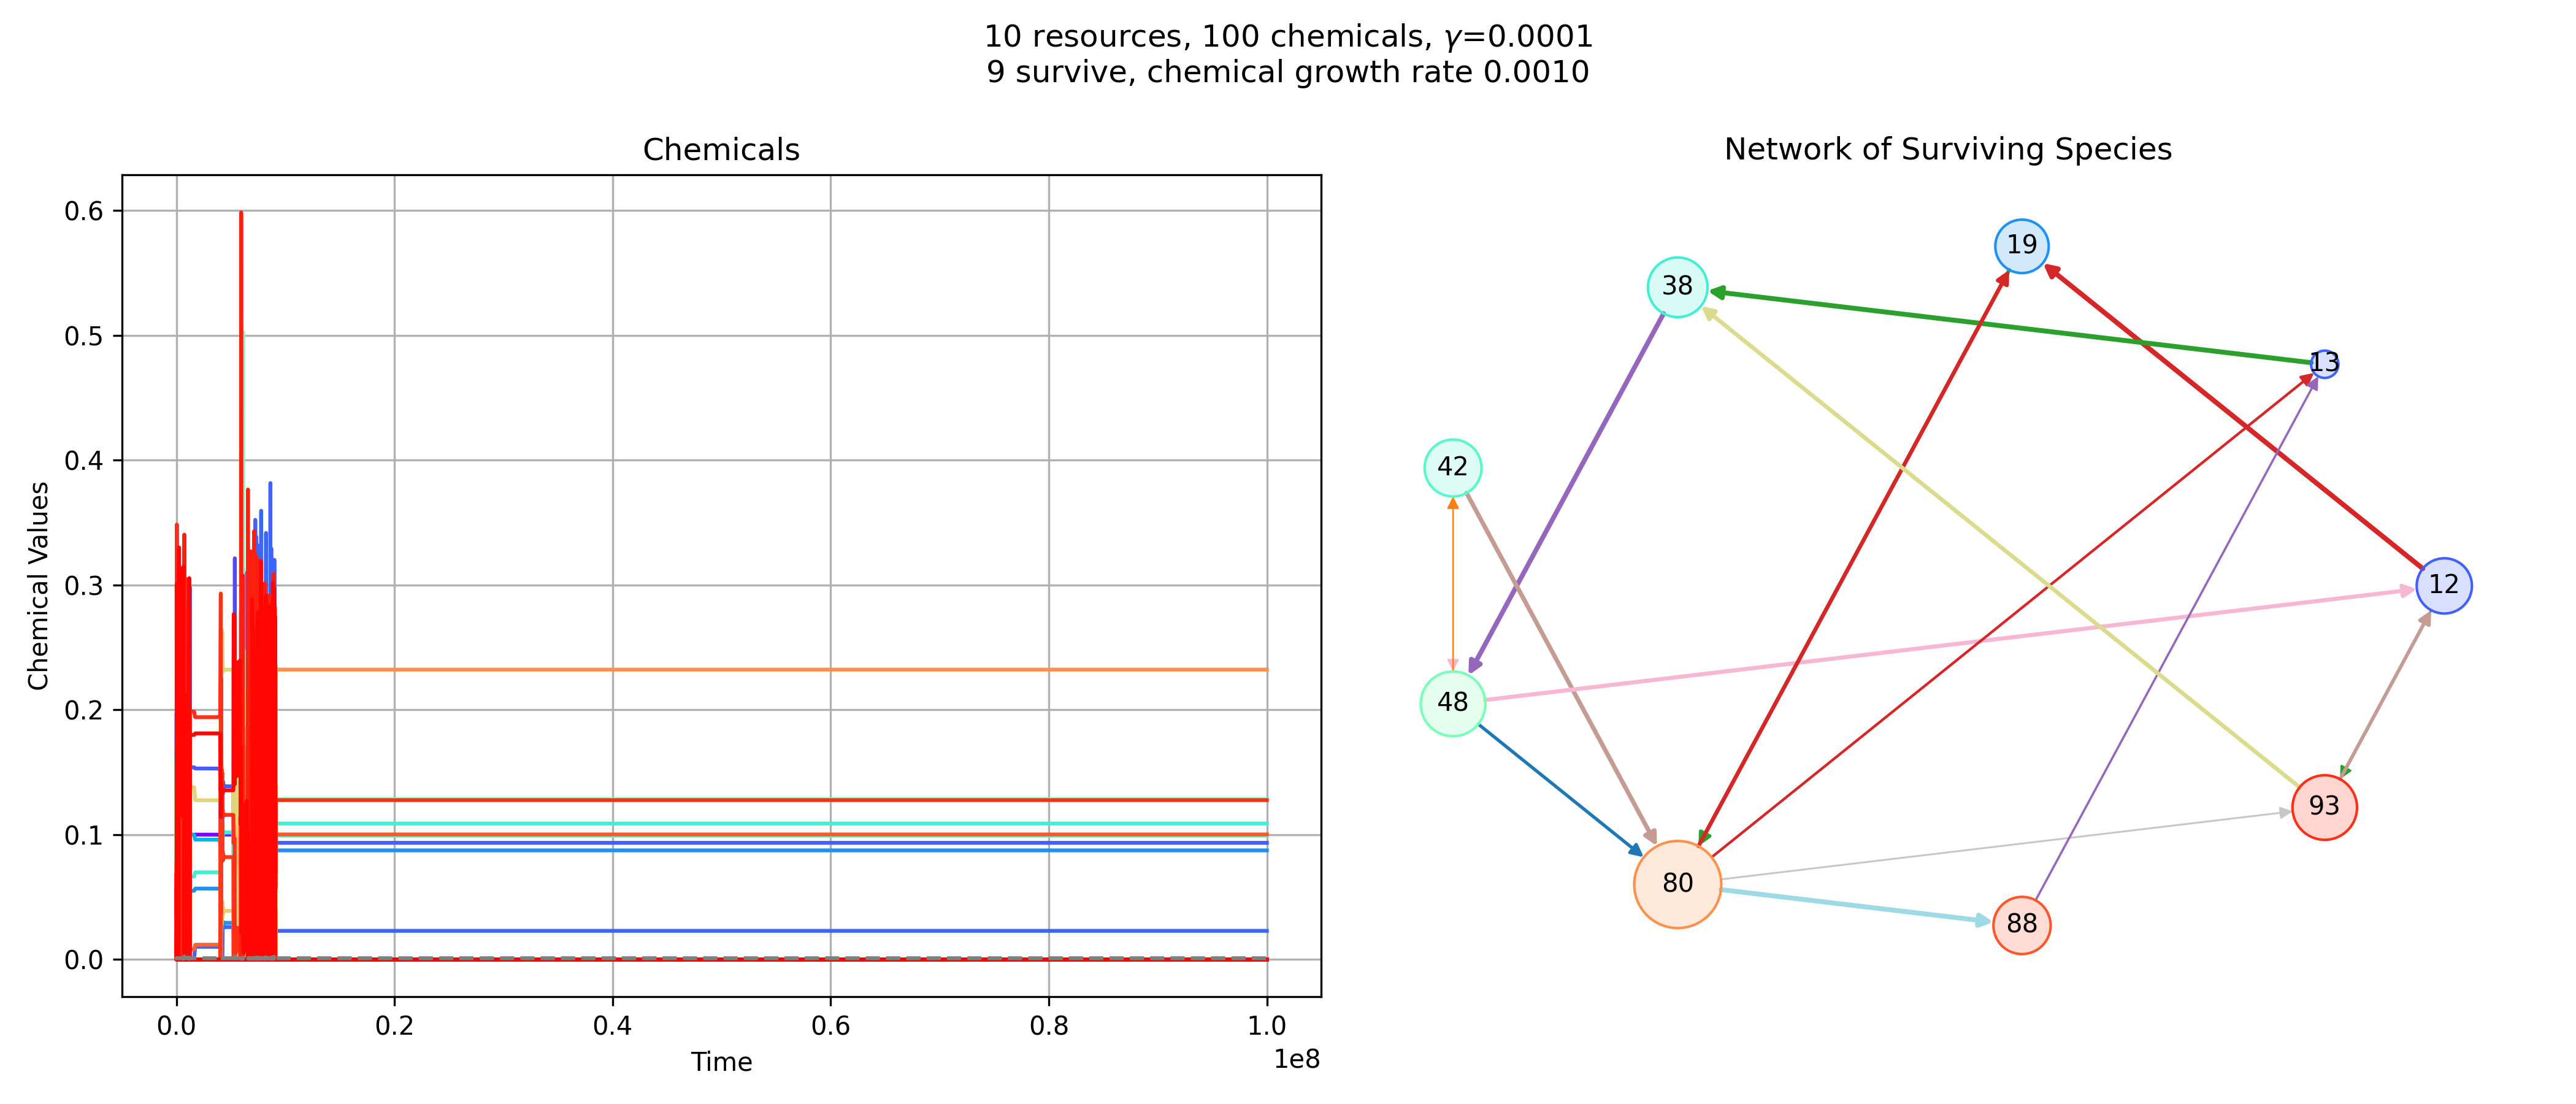 10 resources, 100 chemicals, γ=0.0001
9 survive, chemical growth rate 0.0010
Chemicals
Chemical Values
0.6
0.5
0.4
0.3
0.2
0.1
0.0
0.0 0.2 0.4 0.6 0.8 1.0
1e8
Time
Network of Surviving Species
19
38
13
42
12
48
93
80
88